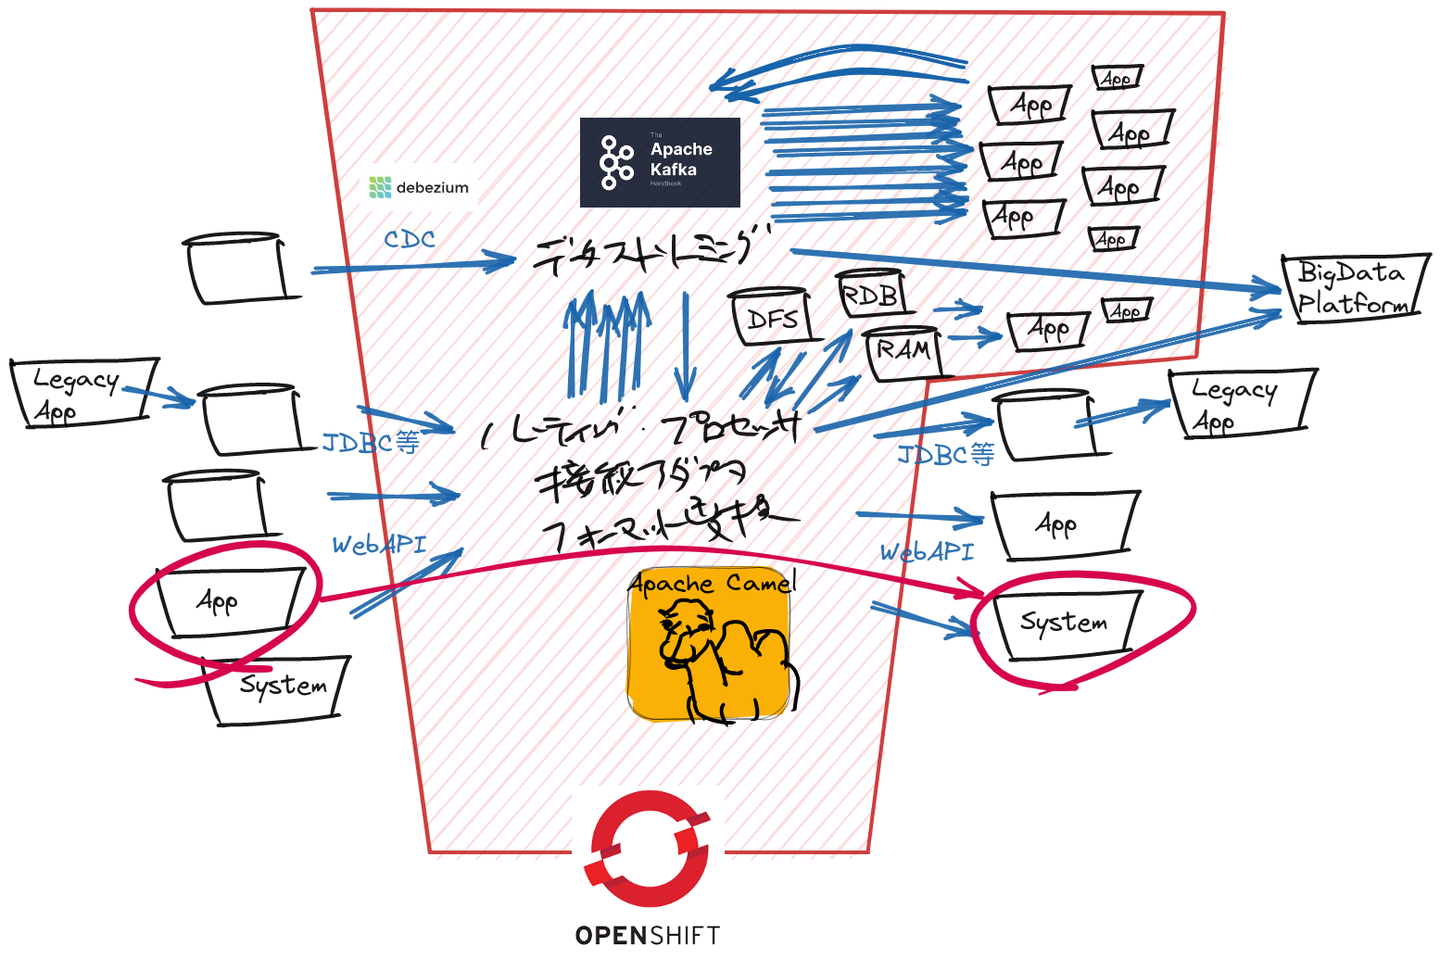 App
App
The
Apache
Kafka
Handbook
App
App
debezium
App
App
App
App
CDC
データストリーミング
BigData
Platform
RDB
DFS
App
App
RAM
Legacy
App
Legacy
App
JDBC等
ルーティング・プロセッサ
JDBC等
接続アダプタ
フォーマット変換
App
WebAPI
WebAPI
Apache Camel
App
System
System
OPENSHIFT